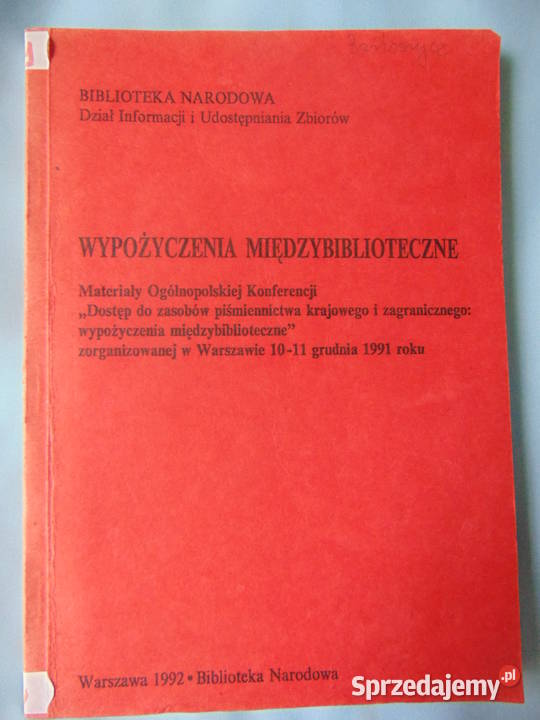 BIBLIOTEKA NARODOWA
Dział Informacji i Udostępniania Zbiorów
WYPOŻYCZENIA MIĘDZYBIBLIOTECZNE
Materiały Ogólnopolskiej Konferencji
„Dostęp do zasobów piśmiennictwa krajowego i zagranicznego:
wypożyczenia międzybiblioteczne”
zorganizowanej w Warszawie 10-11 grudnia 1991 roku
Warszawa 1992 • Biblioteka Narodowa
Sprzedajemy.pl